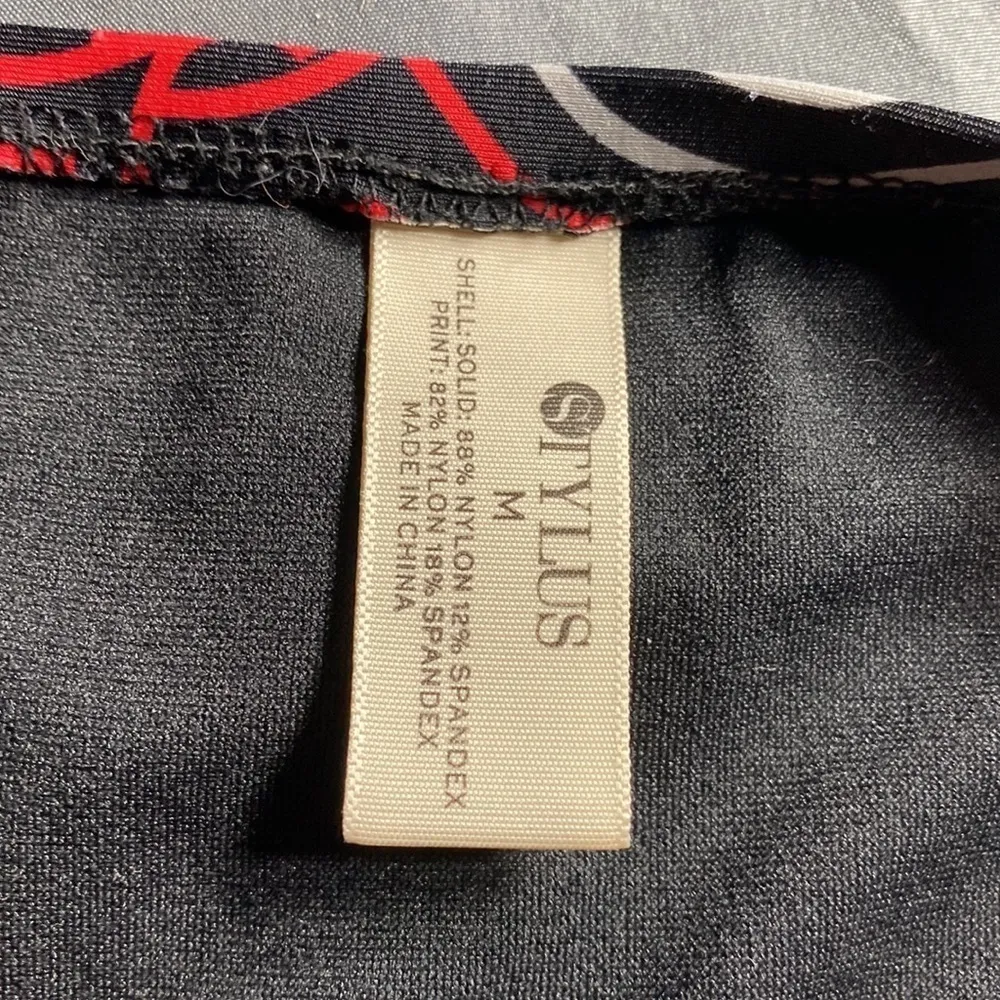 STYLUS
M
SHELL: SOLID: 88% NYLON 12% SPANDEX
PRINT: 82% NYLON 18% SPANDEX
MADE IN CHINA